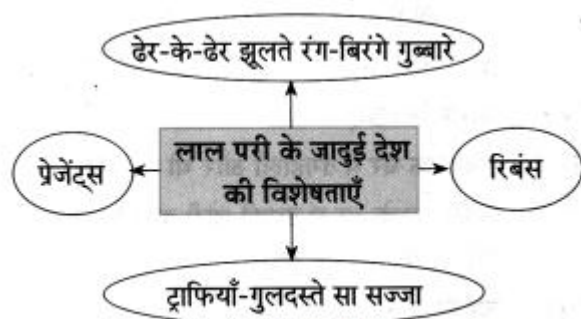 ढेर-के-ढेर झूलते रंग-बिरंगे गुब्बारे
प्रेजेंट्स
लाल परी के जादुई देश
की विशेषताएँ
रिबंस
ट्राफियाँ-गुलदस्ते सा सज्जा